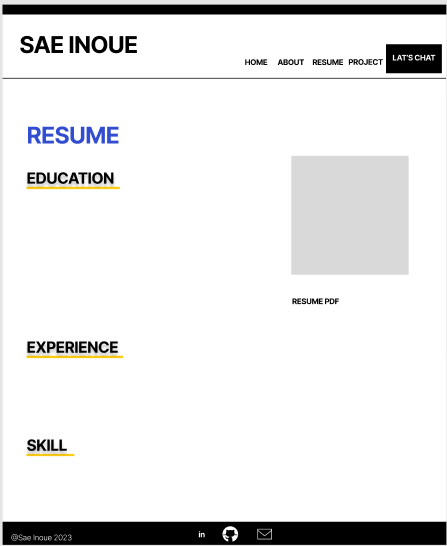 SAE INOUE
HOME ABOUT RESUME PROJECT LAT'S CHAT
RESUME
EDUCATION
RESUME PDF
EXPERIENCE
SKILL
in
@Sae Inoue 2023